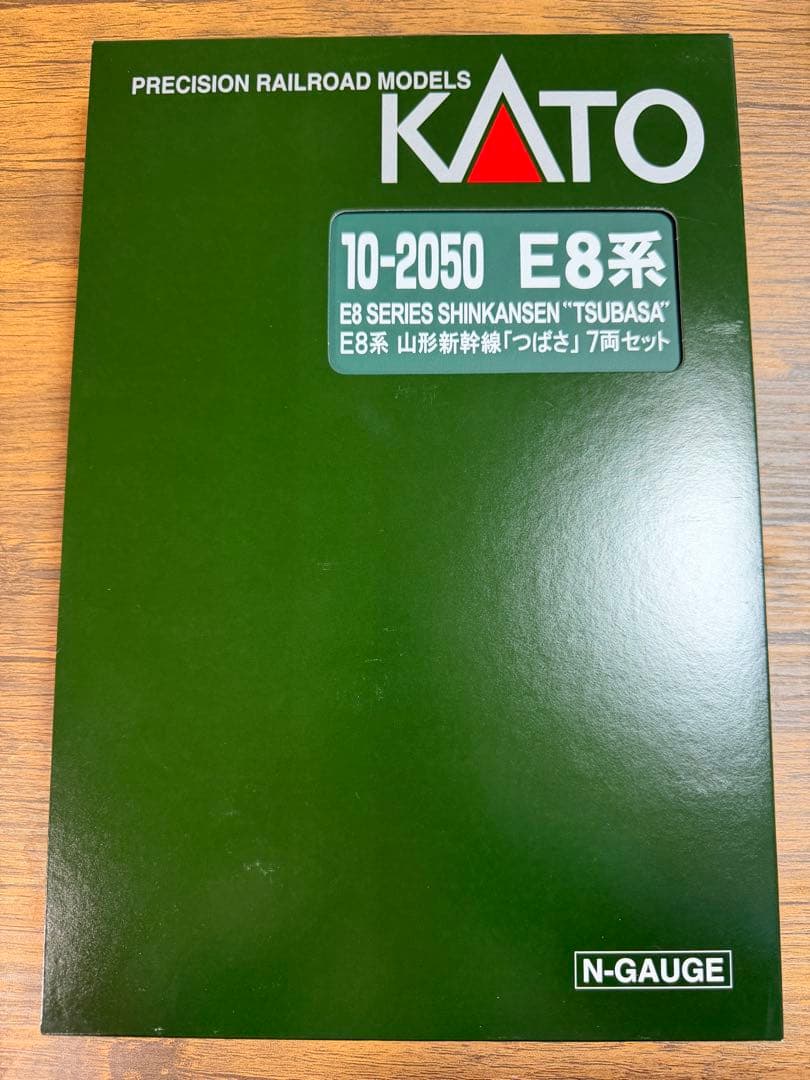 PRECISION RAILROAD MODELS
KATO
10-2050 E8系
E8 SERIES SHINKANSEN “TSUBASA”
E8系 山形新幹線「つばさ」7両セット
N-GAUGE